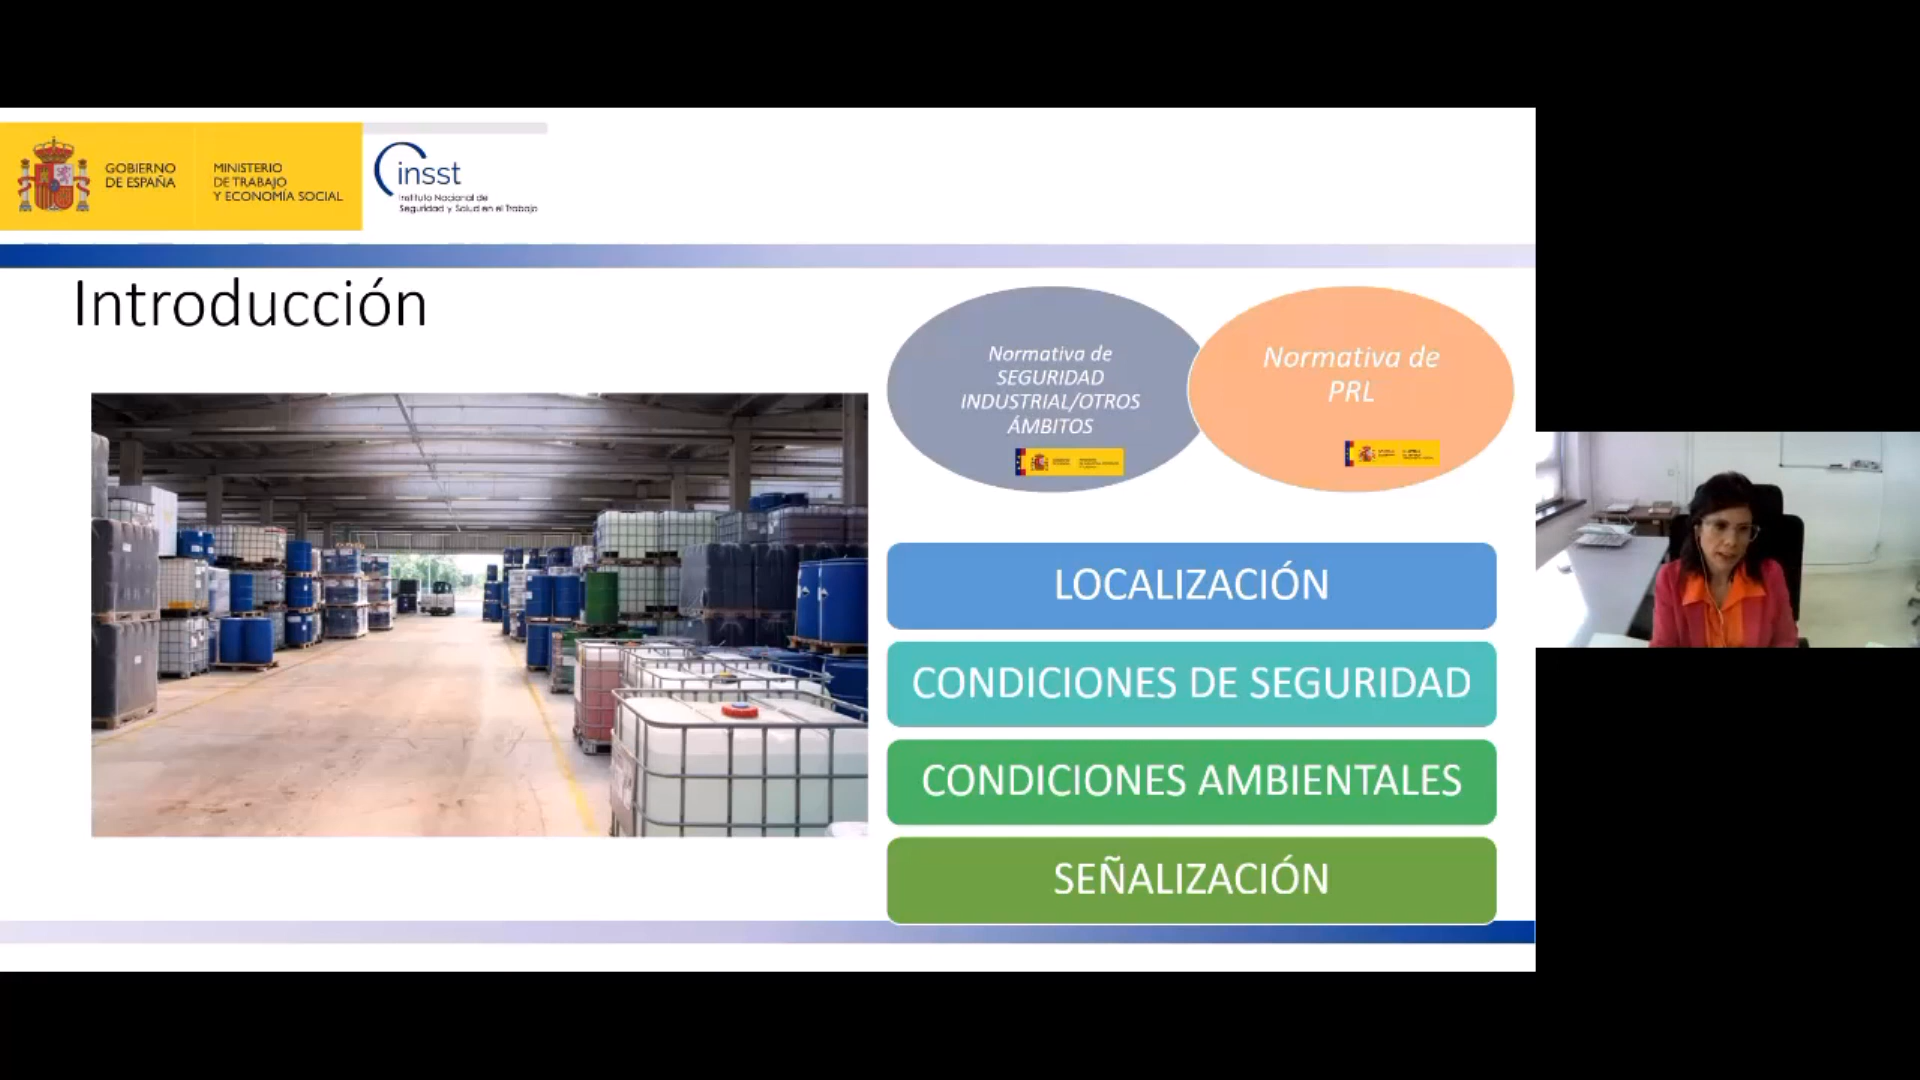 GOBIERNO
DE ESPAÑA
MINISTERIO
DE TRABAJO
Y ECONOMÍA SOCIAL
insst
Instituto Nacional de
Seguridad y Salud en el Trabajo
Introducción
Normativa de
SEGURIDAD
INDUSTRIAL/OTROS
ÁMBITOS
Normativa de
PRL
LOCALIZACIÓN
CONDICIONES DE SEGURIDAD
CONDICIONES AMBIENTALES
SEÑALIZACIÓN